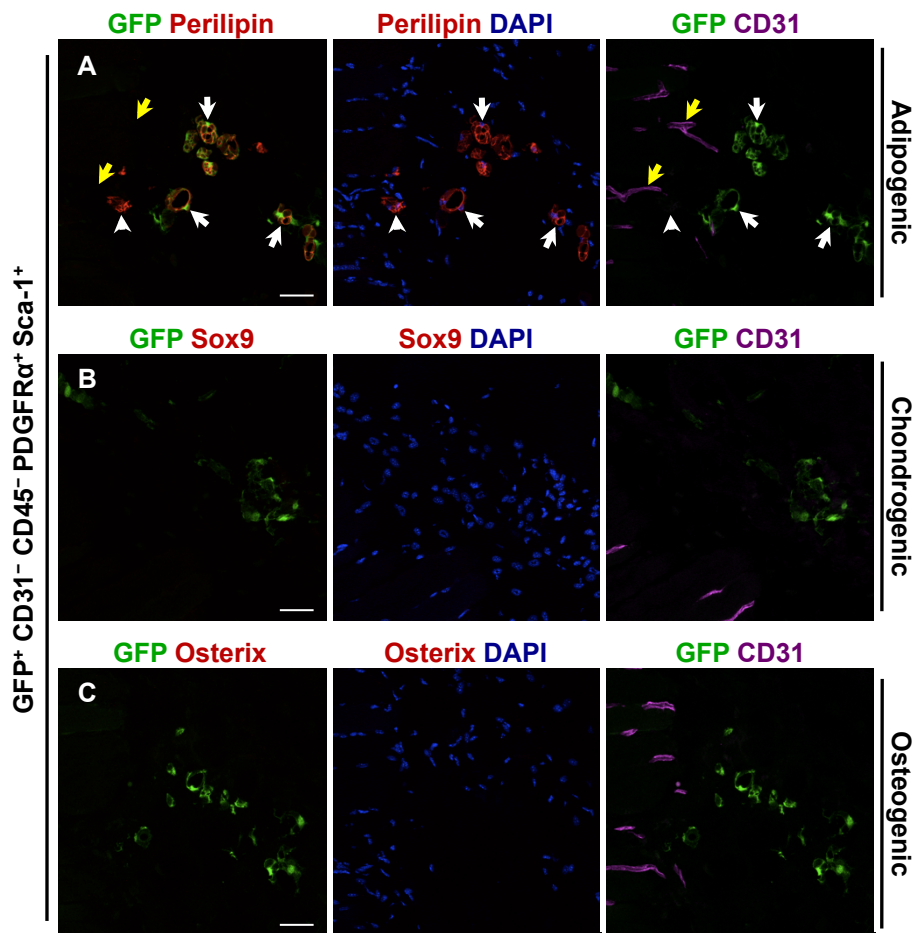 GFP Perilipin
Perilipin DAPI
GFP CD31
A
Adipogenic
GFP⁺ CD31⁻ CD45⁻ PDGFRα⁺ Sca-1⁺
GFP Sox9
Sox9 DAPI
GFP CD31
B
Chondrogenic
GFP Osterix
Osterix DAPI
GFP CD31
C
Osteogenic